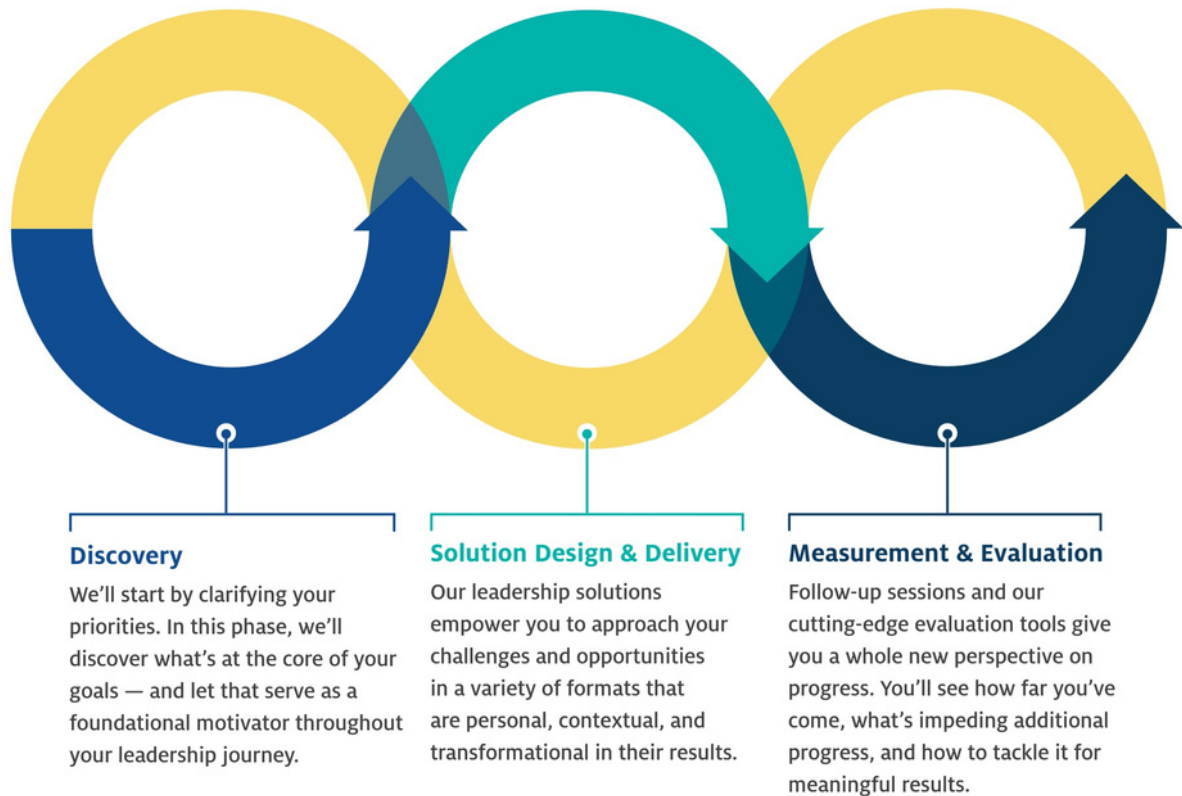 Discovery
We’ll start by clarifying your
priorities. In this phase, we’ll
discover what’s at the core of your
goals — and let that serve as a
foundational motivator throughout
your leadership journey.
Solution Design & Delivery
Our leadership solutions
empower you to approach your
challenges and opportunities
in a variety of formats that
are personal, contextual, and
transformational in their results.
Measurement & Evaluation
Follow-up sessions and our
cutting-edge evaluation tools give
you a whole new perspective on
progress. You’ll see how far you’ve
come, what’s impeding additional
progress, and how to tackle it for
meaningful results.